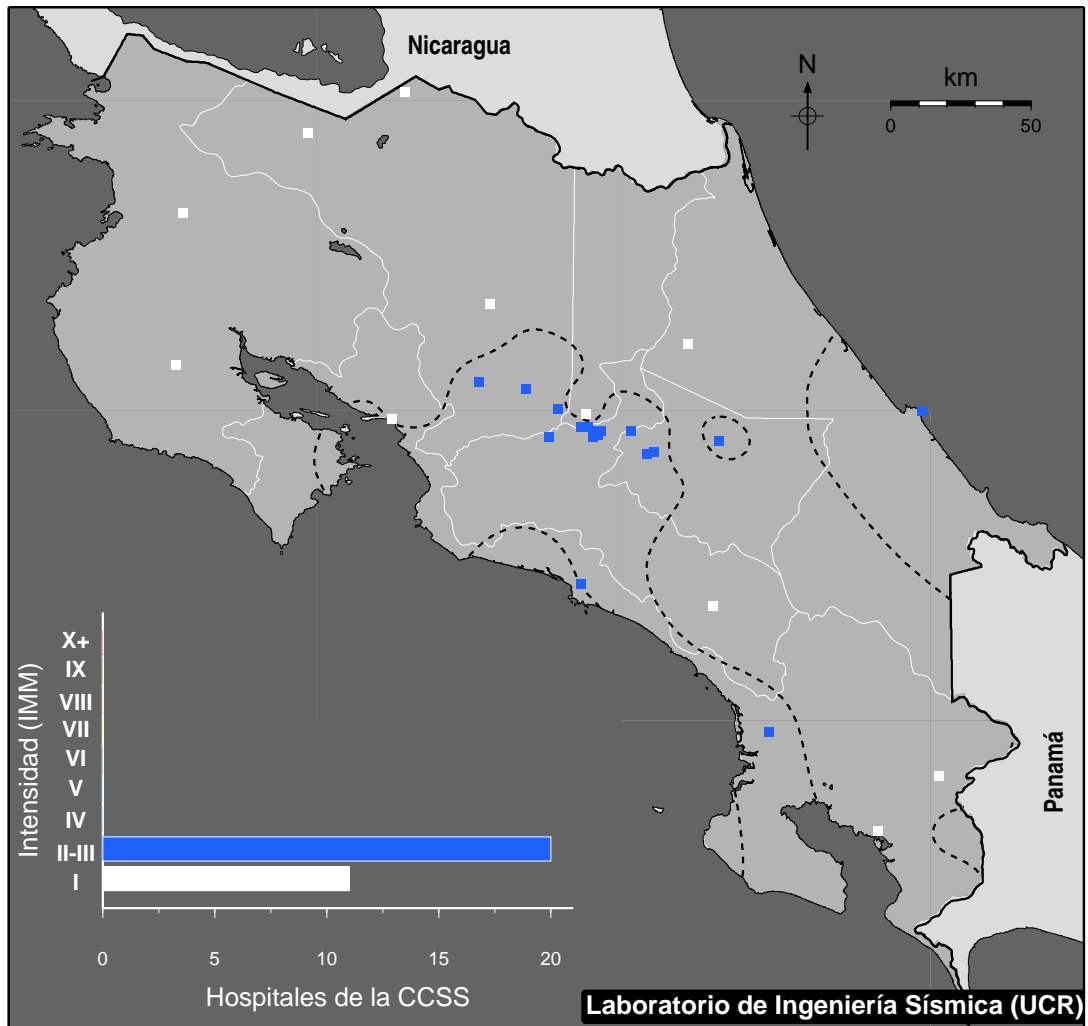 Nicaragua
N
km
0 50
Panamá
Intensidad (IMM)
X+
IX
VIII
VII
VI
V
IV
II-III
I
0 5 10 15 20
Hospitales de la CCSS
Laboratorio de Ingeniería Sísmica (UCR)